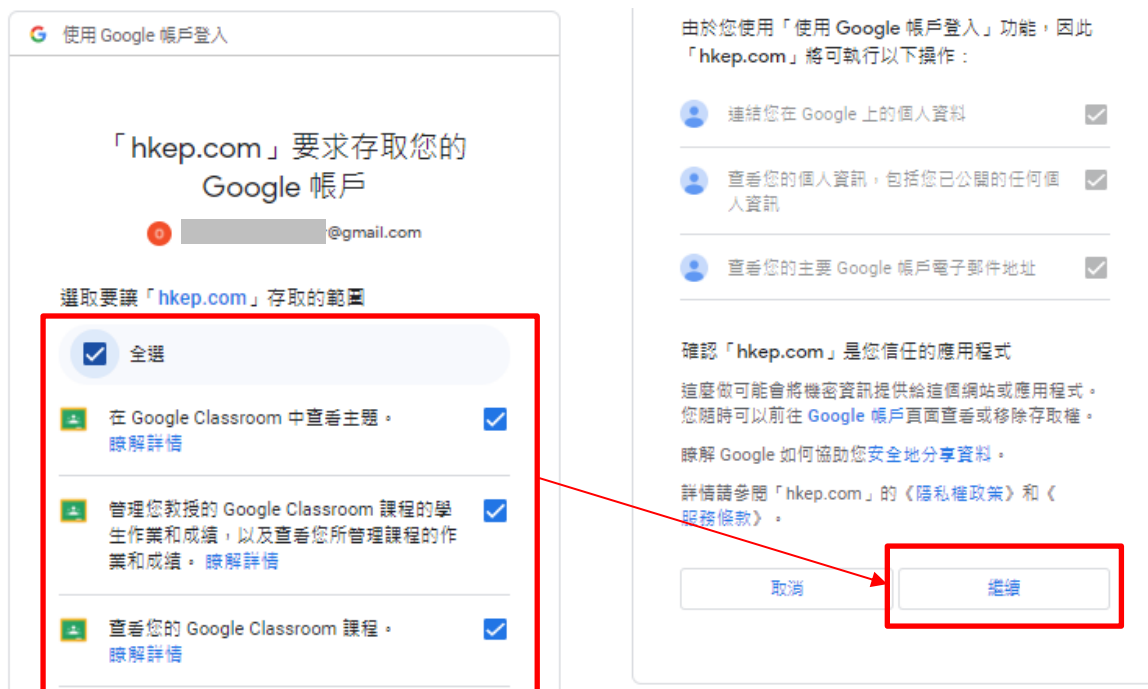 使用 Google 帳戶登入
「hkep.com」要求存取您的
Google 帳戶
@gmail.com
選取要讓「hkep.com」存取的範圍
全選
在 Google Classroom 中查看主題。
瞭解詳情
管理您教授的 Google Classroom 課程的學
生作業和成績，以及查看您所管理課程的作
業和成績。瞭解詳情
查看您的 Google Classroom 課程。
瞭解詳情
由於您使用「使用 Google 帳戶登入」功能，因此
「hkep.com」將可執行以下操作：
連結您在 Google 上的個人資料
查看您的個人資訊，包括您已公開的任何個
人資訊
查看您的主要 Google 帳戶電子郵件地址
確認「hkep.com」是您信任的應用程式
這麼做可能會將機密資訊提供給這個網站或應用程式。
您隨時可以前往 Google 帳戶頁面查看或移除存取權。
瞭解 Google 如何協助您安全地分享資料。
詳情請參閱「hkep.com」的《隱私權政策》和《
服務條款》。
取消
繼續